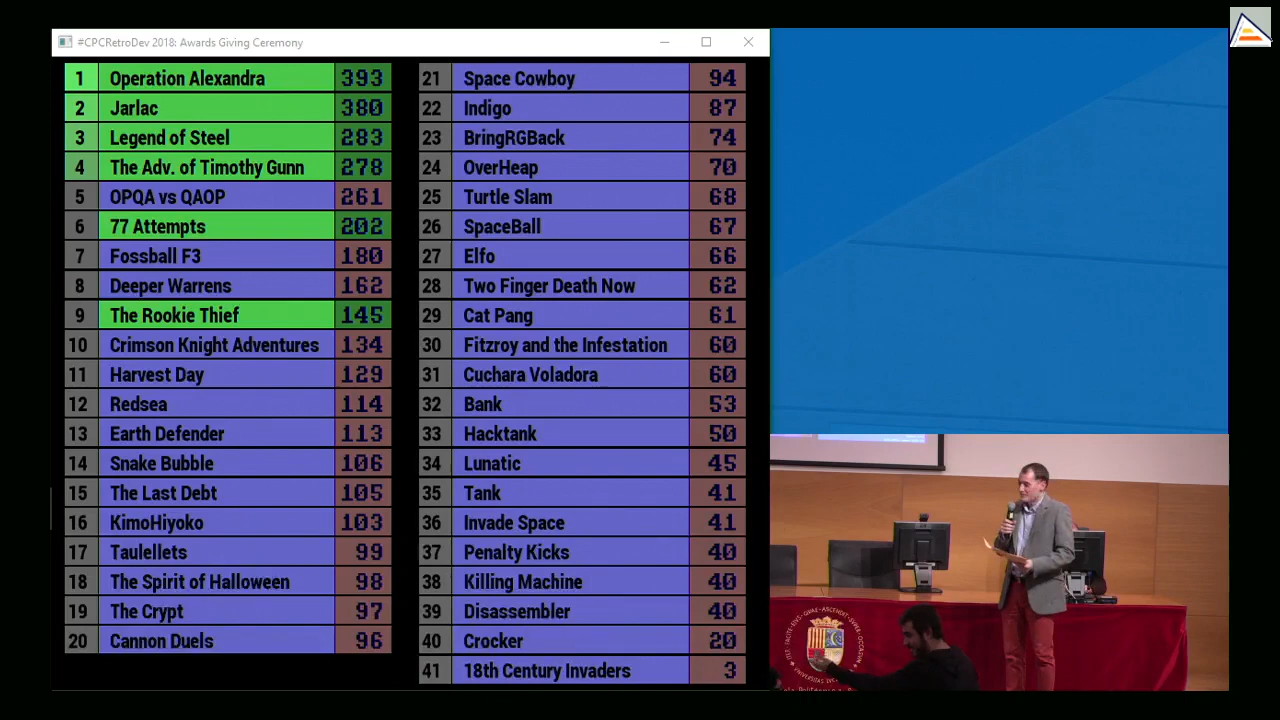 #CPCRetroDev 2018: Awards Giving Ceremony
1 Operation Alexandra 393
2 Jarlac 380
3 Legend of Steel 283
4 The Adv. of Timothy Gunn 278
5 OPQA vs QAOP 261
6 77 Attempts 202
7 Fossball F3 180
8 Deeper Warrens 162
9 The Rookie Thief 145
10 Crimson Knight Adventures 134
11 Harvest Day 129
12 Redsea 114
13 Earth Defender 113
14 Snake Bubble 106
15 The Last Debt 105
16 KimoHiyoko 103
17 Taulellets 99
18 The Spirit of Halloween 98
19 The Crypt 97
20 Cannon Duels 96
21 Space Cowboy 94
22 Indigo 87
23 BringRGBack 74
24 OverHeap 70
25 Turtle Slam 68
26 SpaceBall 67
27 Elfo 66
28 Two Finger Death Now 62
29 Cat Pang 61
30 Fitzroy and the Infestation 60
31 Cuchara Voladora 60
32 Bank 53
33 Hacktank 50
34 Lunatic 45
35 Tank 41
36 Invade Space 41
37 Penalty Kicks 40
38 Killing Machine 40
39 Disassembler 40
40 Crocker 20
41 18th Century Invaders 3